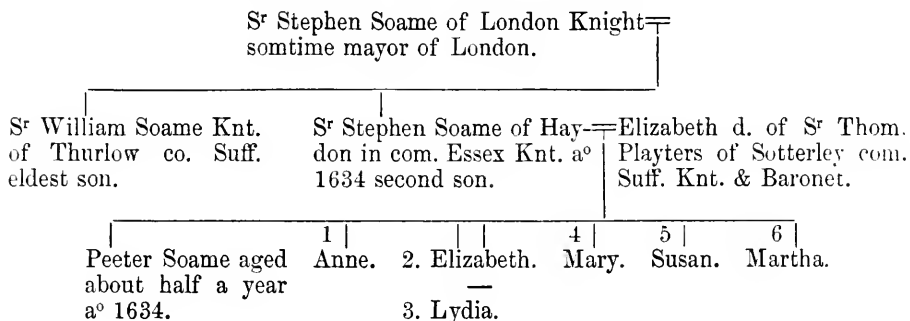 Sʳ Stephen Soame of London Knight
somtime mayor of London.
Sʳ William Soame Knt.
of Thurlow co. Suff.
eldest son.
Sʳ Stephen Soame of Hay-
don in com. Essex Knt. aᵒ
1634 second son.
Elizabeth d. of Sʳ Thom.
Playters of Sotterley com.
Suff. Knt. & Baronet.
Peeter Soame aged
about half a year
aᵒ 1634.
1
Anne.
2. Elizabeth.
3. Lydia.
4
Mary.
5
Susan.
6
Martha.